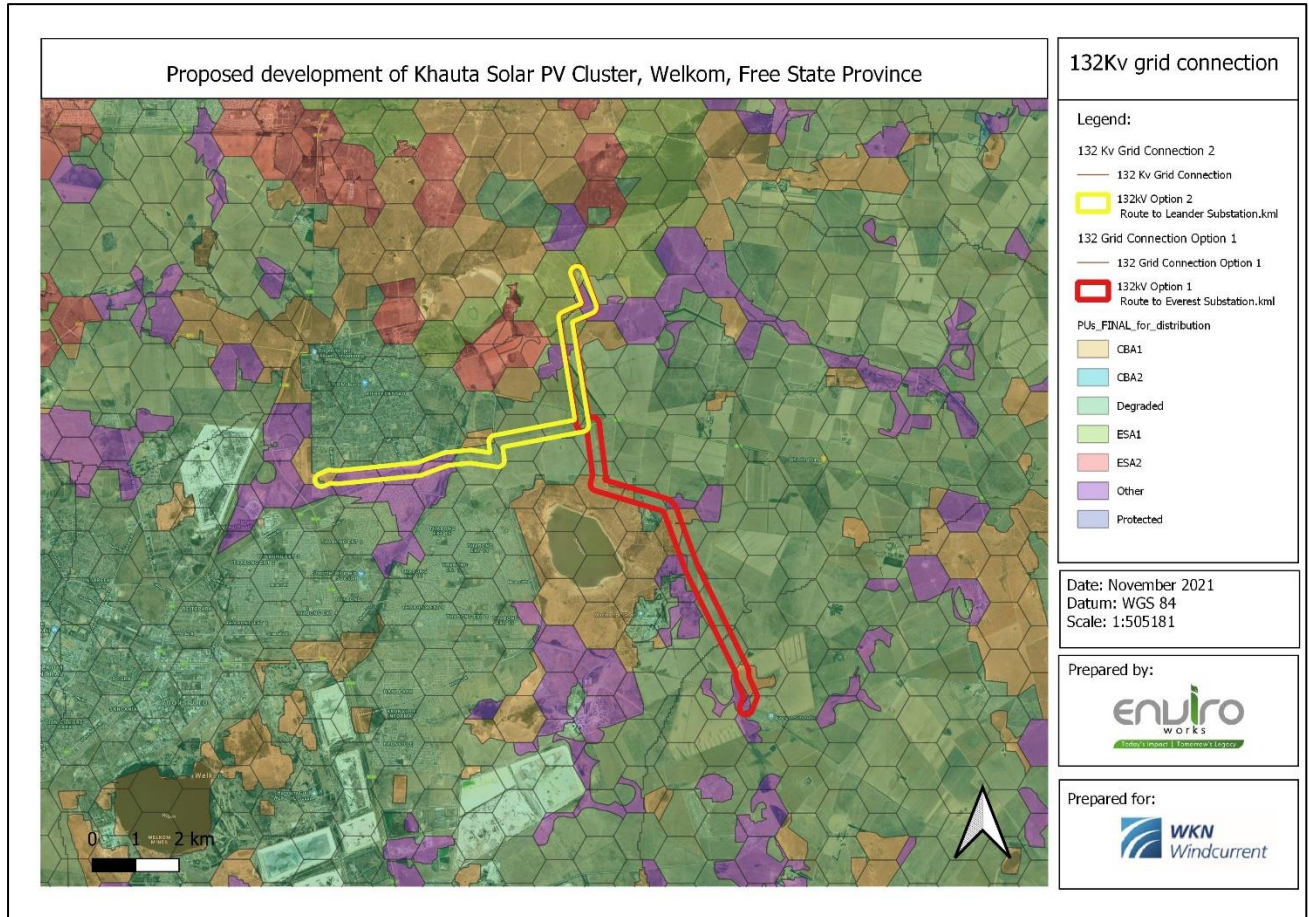 Proposed development of Khauta Solar PV Cluster, Welkom, Free State Province
132Kv grid connection
Legend:
132 Kv Grid Connection 2
132 Kv Grid Connection
132kV Option 2
Route to Leander Substation.kml
132 Grid Connection Option 1
132 Grid Connection Option 1
132kV Option 1
Route to Everest Substation.kml
PUs_FINAL_for_distribution
CBA1
CBA2
Degraded
ESA1
ESA2
Other
Protected
Date: November 2021
Datum: WGS 84
Scale: 1:505181
Prepared by:
enviro
works
Today's Impact | Tomorrow's Legacy
Prepared for:
WKN
Windcurrent
Welkom
WELKOM
MINES
0 1 2 km